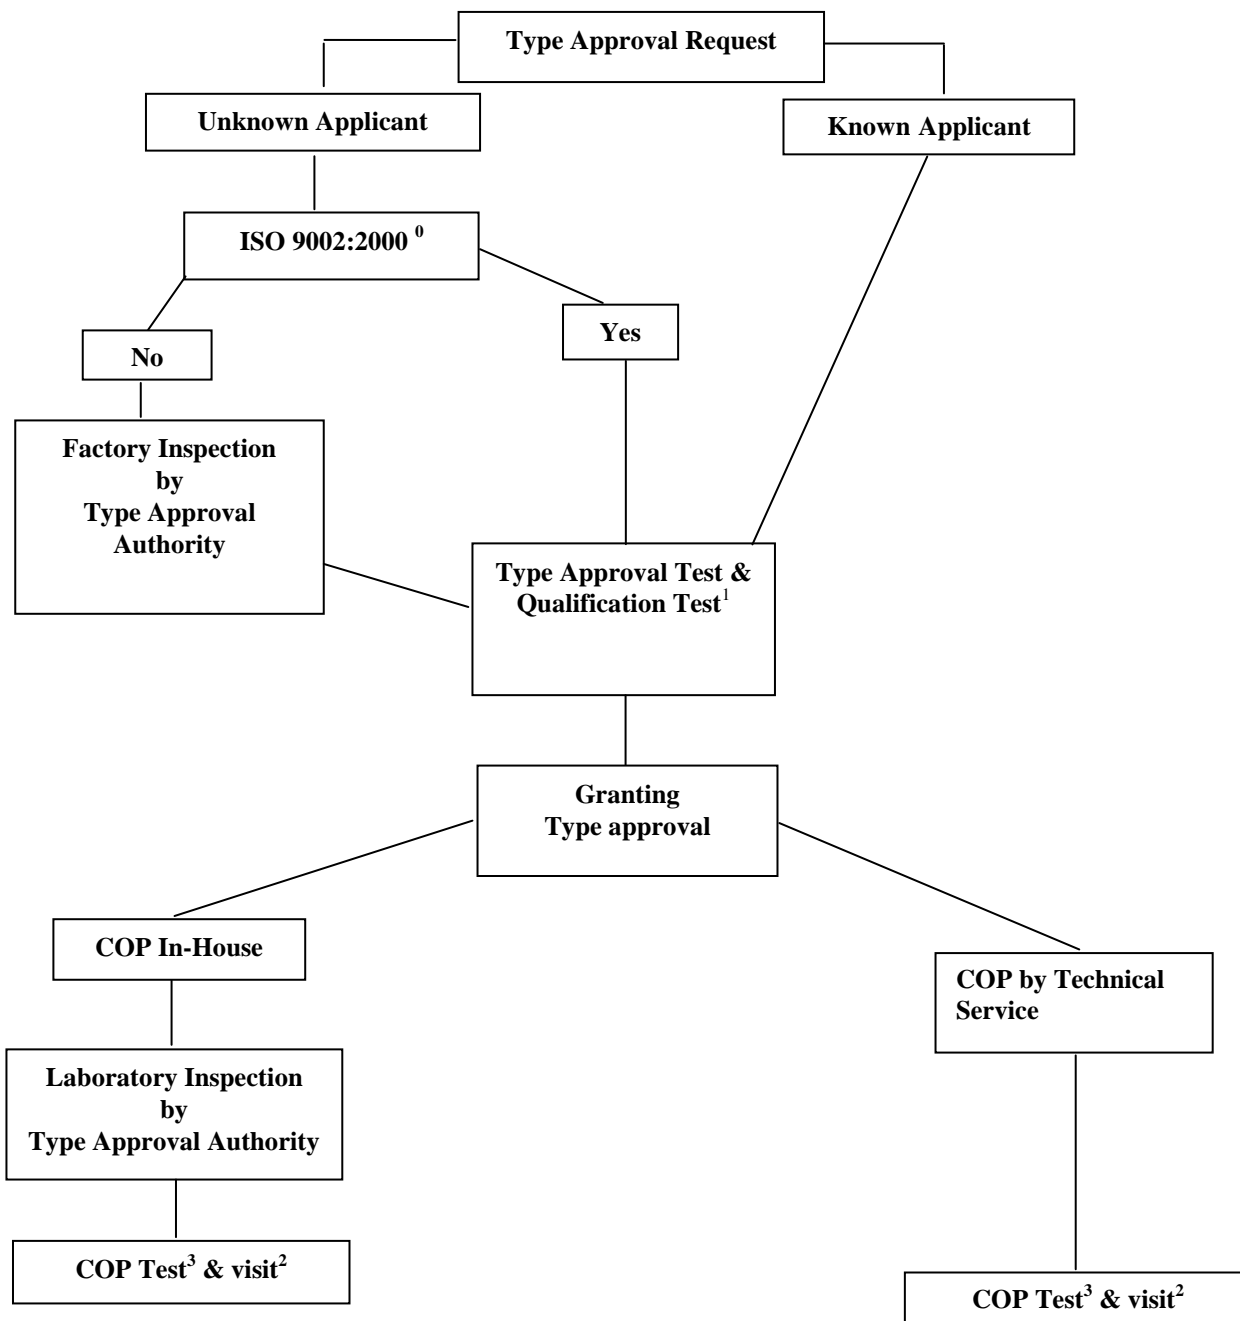 Type Approval Request
Unknown Applicant
Known Applicant
ISO 9002:2000 ⁰
Yes
No
Factory Inspection
by
Type Approval
Authority
Type Approval Test &
Qualification Test¹
Granting
Type approval
COP In-House
COP by Technical
Service
Laboratory Inspection
by
Type Approval Authority
COP Test³ & visit²
COP Test³ & visit²